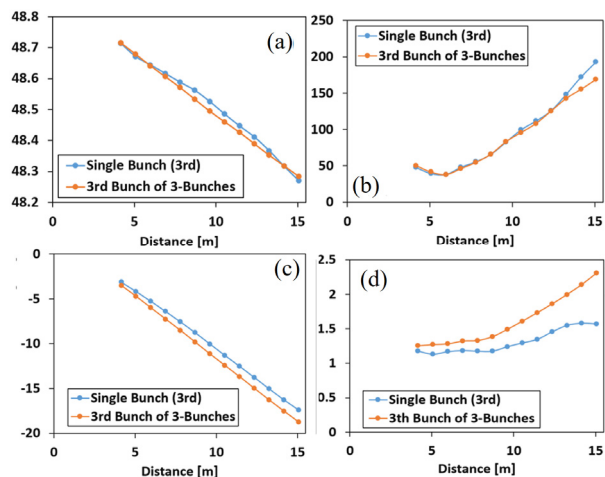 48.8
48.7
48.6
48.5
48.4
48.3
48.2
(a)
Single Bunch (3rd)
3rd Bunch of 3-Bunches
0
5
10
15
Distance [m]
250
200
150
100
50
0
Single Bunch (3rd)
3rd Bunch of 3-Bunches
(b)
0
5
10
15
Distance [m]
0
-5
-10
-15
-20
(c)
Single Bunch (3rd)
3rd Bunch of 3-Bunches
0
5
10
15
Distance [m]
2.5
2
1.5
1
0.5
0
(d)
Single Bunch (3rd)
3th Bunch of 3-Bunches
0
5
10
15
Distance [m]